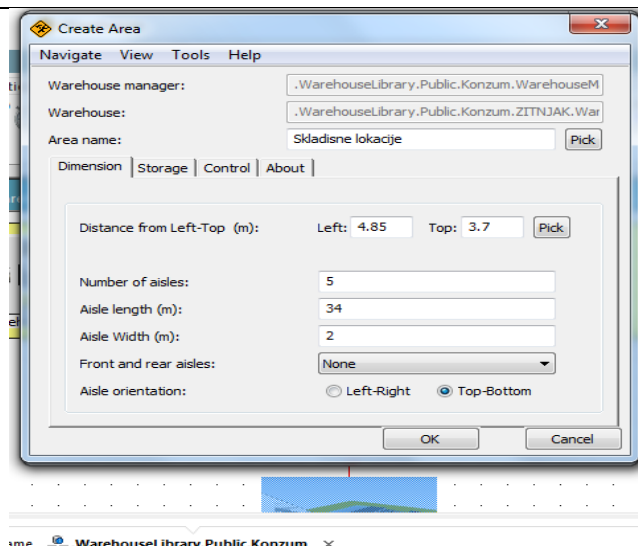 Create Area
Navigate View Tools Help
Warehouse manager: .WarehouseLibrary.Public.Konzum.WarehouseM
Warehouse: .WarehouseLibrary.Public.Konzum.ZITNJAK.War
Area name: Skladisne lokacije Pick
Dimension Storage Control About
Distance from Left-Top (m): Left: 4.85 Top: 3.7 Pick
Number of aisles: 5
Aisle length (m): 34
Aisle Width (m): 2
Front and rear aisles: None
Aisle orientation: Left-Right Top-Bottom
OK Cancel
WarehouseLibrary Public Konzum